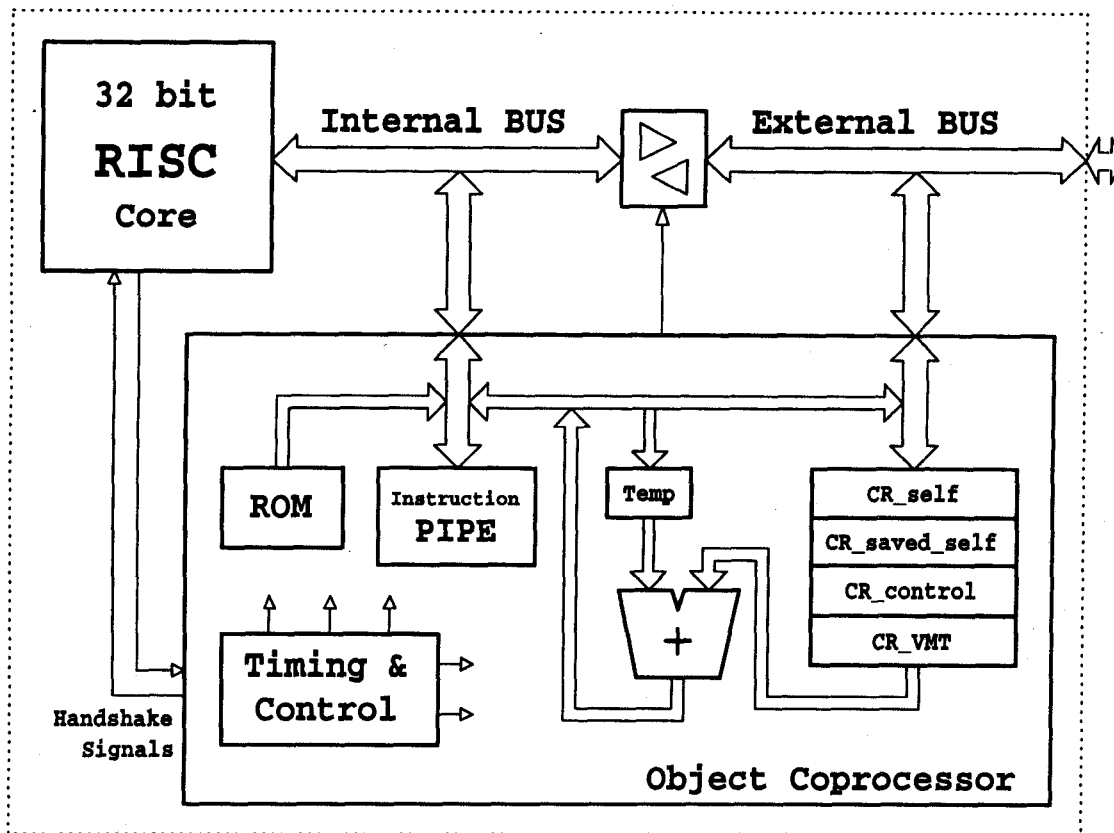 32 bit
RISC
Core
Internal BUS
External BUS
ROM
Instruction
PIPE
Temp
CR_self
CR_saved_self
CR_control
CR_VMT
+
Timing &
Control
Handshake
Signals
Object Coprocessor